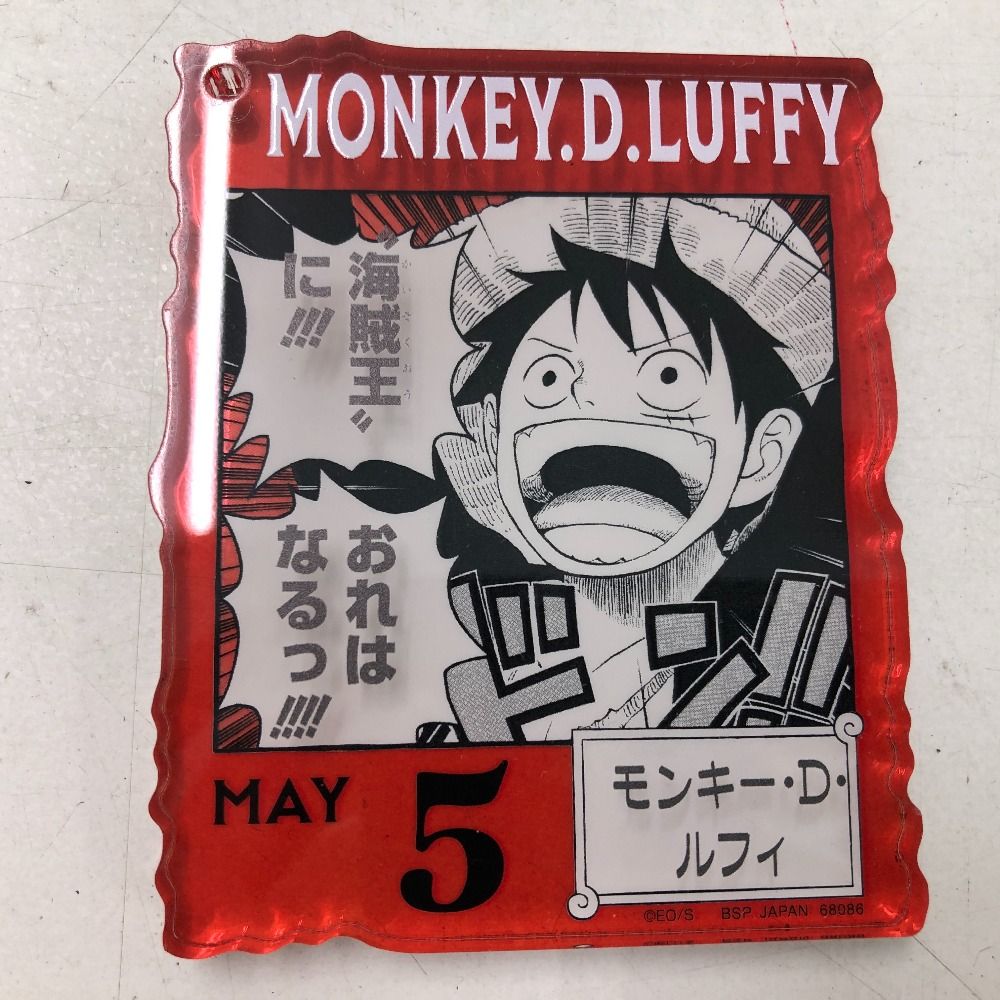 MONKEY.D.LUFFY
〝海賊王〟
に!!!!
おれは
なるっ!!!!
ドン!!
MAY 5
モンキー・D・
ルフィ
©EO/S. BSP JAPAN 68086